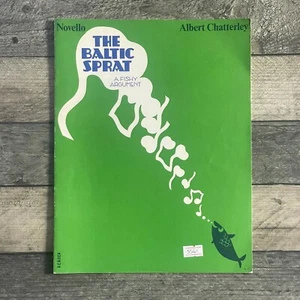 Novello
Albert Chatterley
THE
BALTIC
SPRAT
A FISHY
ARGUMENT